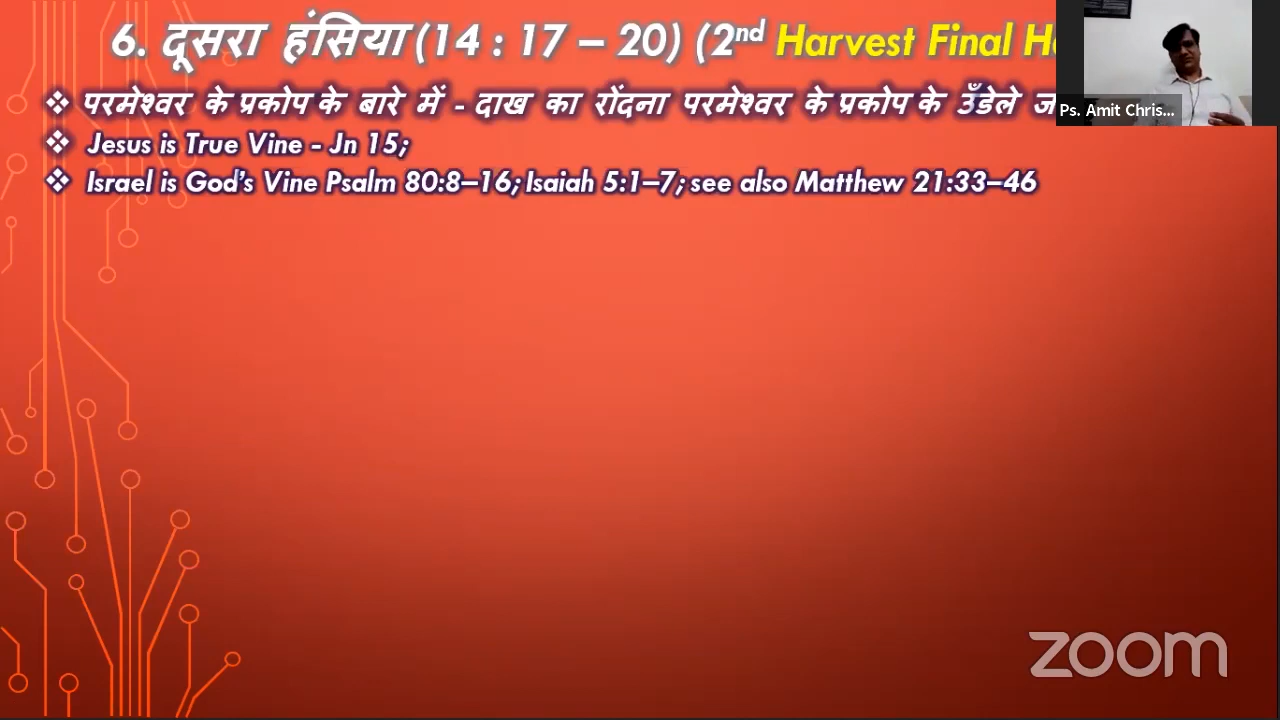 6. दूसरा हंसिया (14 : 17 – 20) (2nd Harvest Final
❖ परमेश्वर के प्रकोप के बारे में - दाख का रोंदना परमेश्वर के प्रकोप के उँडेले
❖ Jesus is True Vine - Jn 15;
❖ Israel is God's Vine Psalm 80:8–16; Isaiah 5:1–7; see also Matthew 21:33–46
Ps. Amit Chris...
zoom